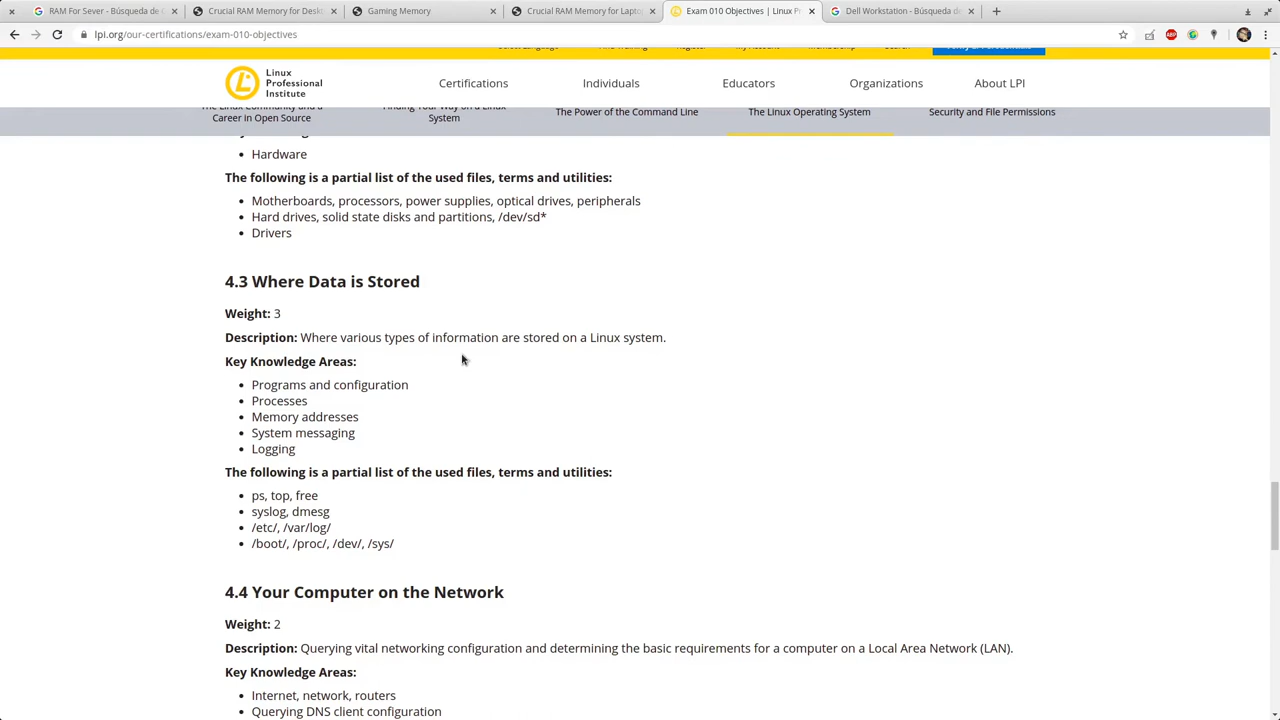 RAM For Sever - Búsqueda de G
Crucial RAM Memory for Deskt
Gaming Memory
Crucial RAM Memory for Laptop
Exam 010 Objectives | Linux Pr
Dell Workstation - Búsqueda de
lpi.org/our-certifications/exam-010-objectives
ABP
Linux
Professional
Institute
Certifications
Individuals
Educators
Organizations
About LPI
The Linux Community and a
Career in Open Source
Finding Your Way on a Linux
System
The Power of the Command Line
The Linux Operating System
Security and File Permissions
Hardware
The following is a partial list of the used files, terms and utilities:
Motherboards, processors, power supplies, optical drives, peripherals
Hard drives, solid state disks and partitions, /dev/sd*
Drivers
4.3 Where Data is Stored
Weight: 3
Description: Where various types of information are stored on a Linux system.
Key Knowledge Areas:
Programs and configuration
Processes
Memory addresses
System messaging
Logging
The following is a partial list of the used files, terms and utilities:
ps, top, free
syslog, dmesg
/etc/, /var/log/
/boot/, /proc/, /dev/, /sys/
4.4 Your Computer on the Network
Weight: 2
Description: Querying vital networking configuration and determining the basic requirements for a computer on a Local Area Network (LAN).
Key Knowledge Areas:
Internet, network, routers
Querying DNS client configuration